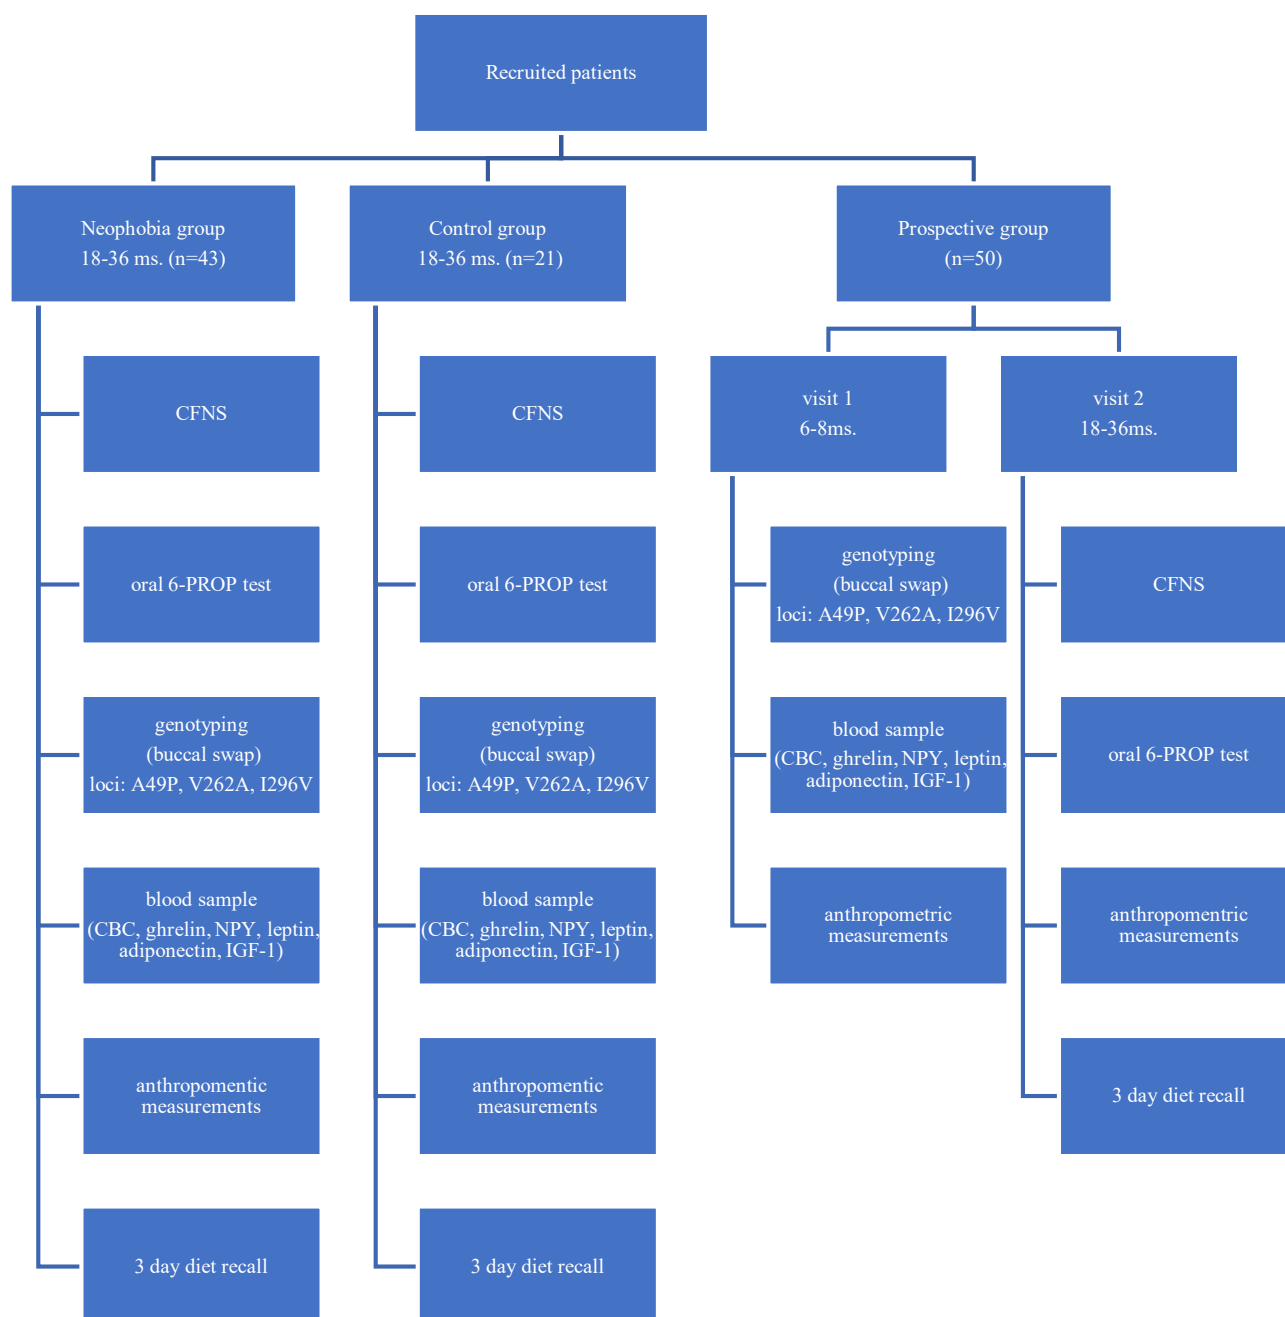 Recruited patients
Neophobia group
18-36 ms. (n=43)
Control group
18-36 ms. (n=21)
Prospective group
(n=50)
CFNS
oral 6-PROP test
genotyping
(buccal swap)
loci: A49P, V262A, I296V
blood sample
(CBC, ghrelin, NPY, leptin,
adiponectin, IGF-1)
anthropomentic
measurements
3 day diet recall
CFNS
oral 6-PROP test
genotyping
(buccal swap)
loci: A49P, V262A, I296V
blood sample
(CBC, ghrelin, NPY, leptin,
adiponectin, IGF-1)
anthropomentic
measurements
3 day diet recall
visit 1
6-8ms.
visit 2
18-36ms.
genotyping
(buccal swap)
loci: A49P, V262A, I296V
blood sample
(CBC, ghrelin, NPY, leptin,
adiponectin, IGF-1)
anthropometric
measurements
CFNS
oral 6-PROP test
anthropomentric
measurements
3 day diet recall